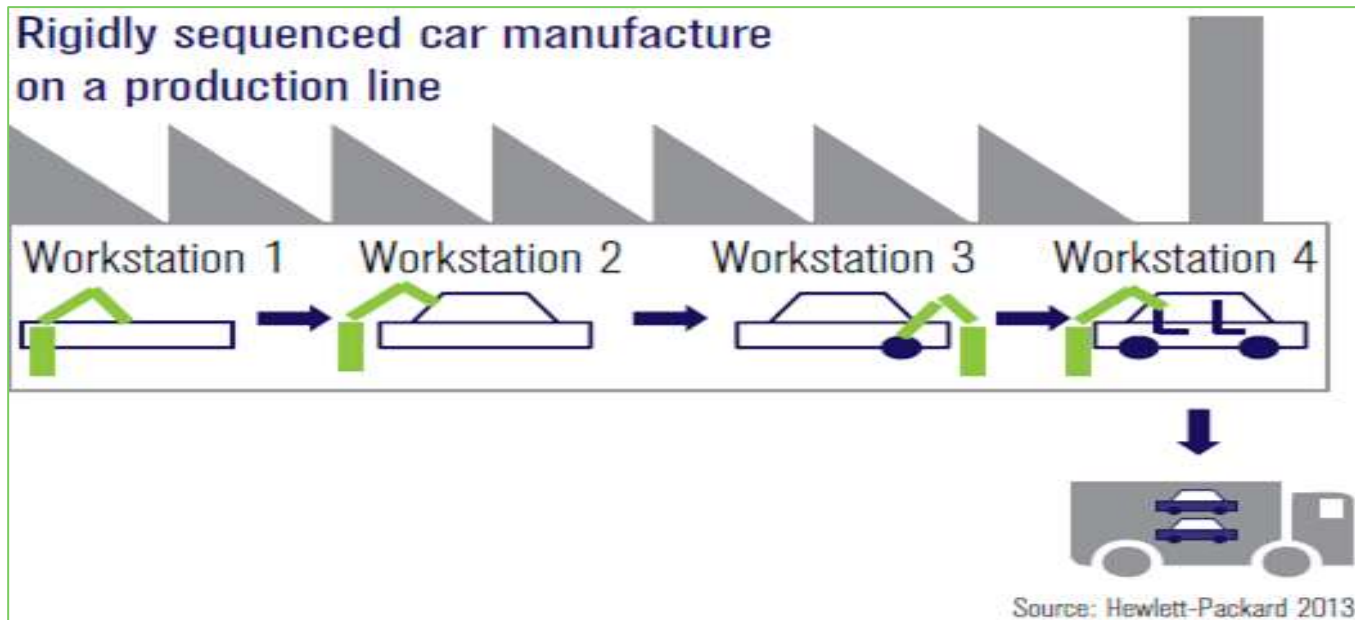 Rigidly sequenced car manufacture
on a production line
Workstation 1
Workstation 2
Workstation 3
Workstation 4
Source: Hewlett-Packard 2013